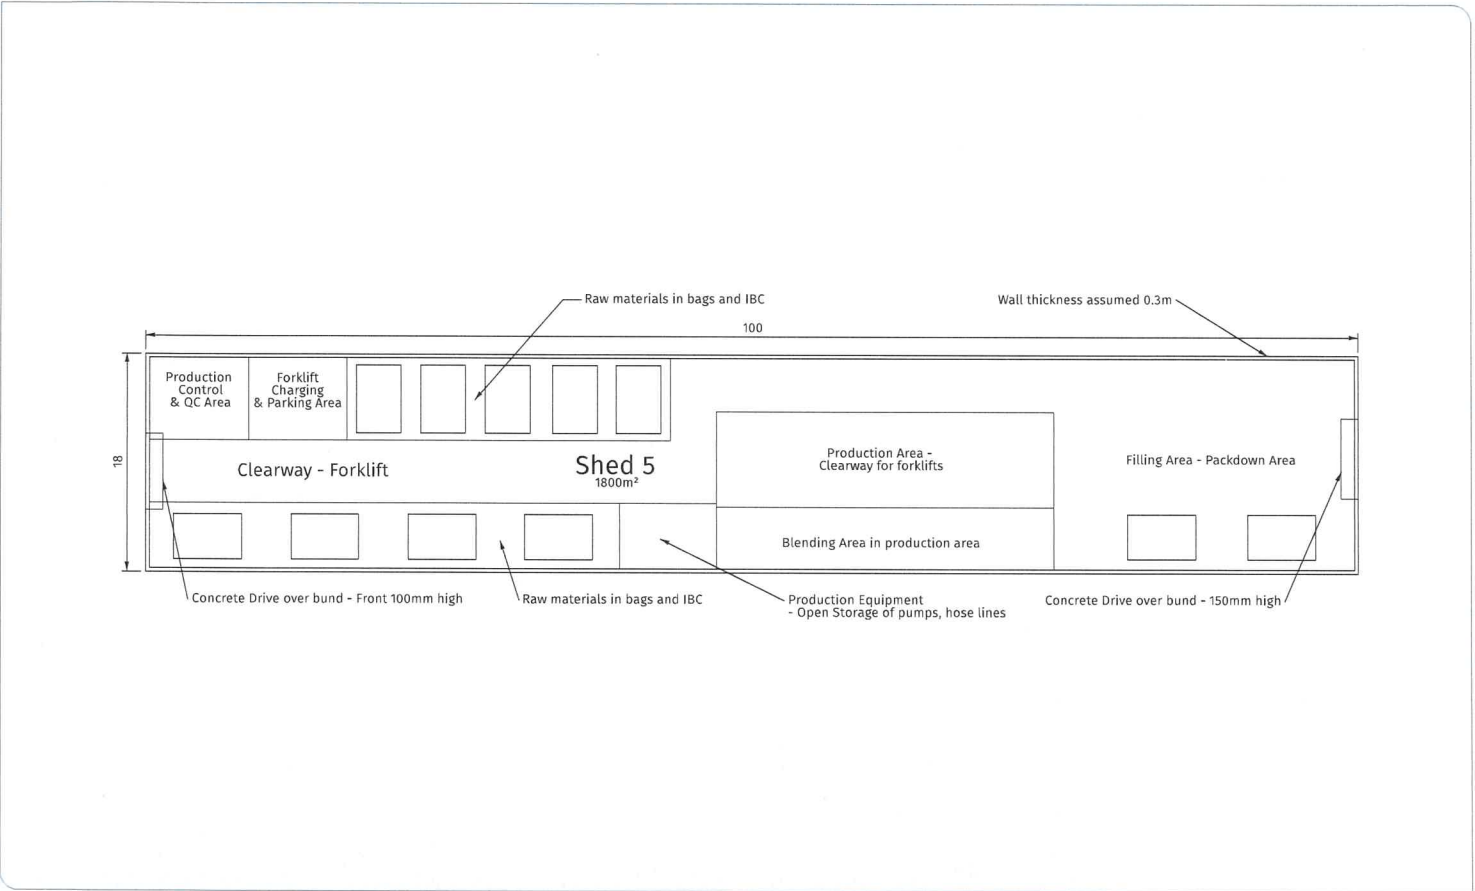 Raw materials in bags and IBC
Wall thickness assumed 0.3m
100
Production
Control
& QC Area
Forklift
Charging
& Parking Area
18
Clearway - Forklift
Shed 5
1800m²
Production Area -
Clearway for forklifts
Filling Area - Packdown Area
Blending Area in production area
Concrete Drive over bund - Front 100mm high
Raw materials in bags and IBC
Production Equipment
- Open Storage of pumps, hose lines
Concrete Drive over bund - 150mm high